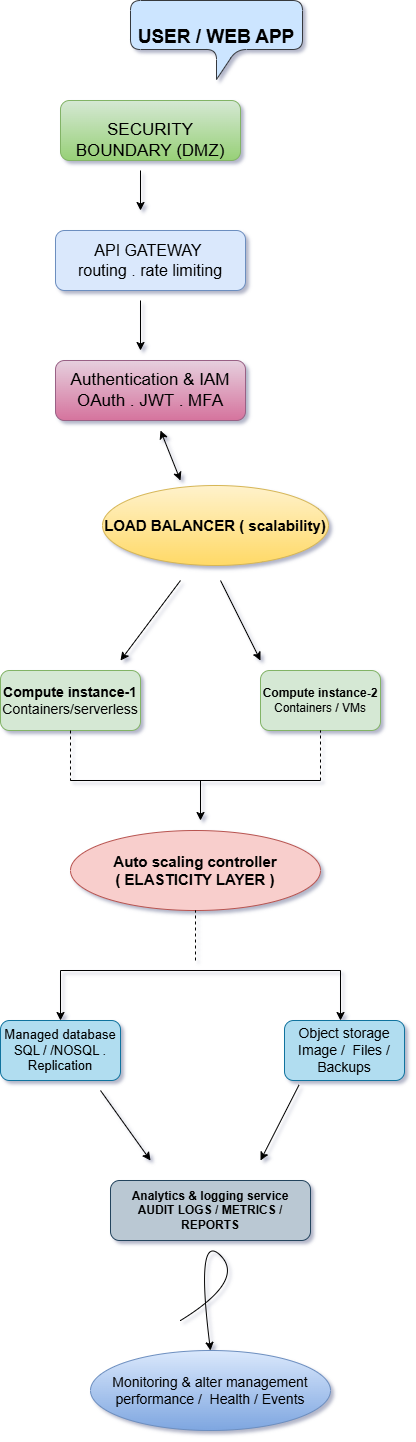 USER / WEB APP
SECURITY
BOUNDARY (DMZ)
API GATEWAY
routing . rate limiting
Authentication & IAM
OAuth . JWT . MFA
LOAD BALANCER ( scalability)
Compute instance-1
Containers/serverless
Compute instance-2
Containers / VMs
Auto scaling controller
( ELASTICITY LAYER )
Managed database
SQL / /NOSQL .
Replication
Object storage
Image / Files /
Backups
Analytics & logging service
AUDIT LOGS / METRICS /
REPORTS
Monitoring & alter management
performance / Health / Events